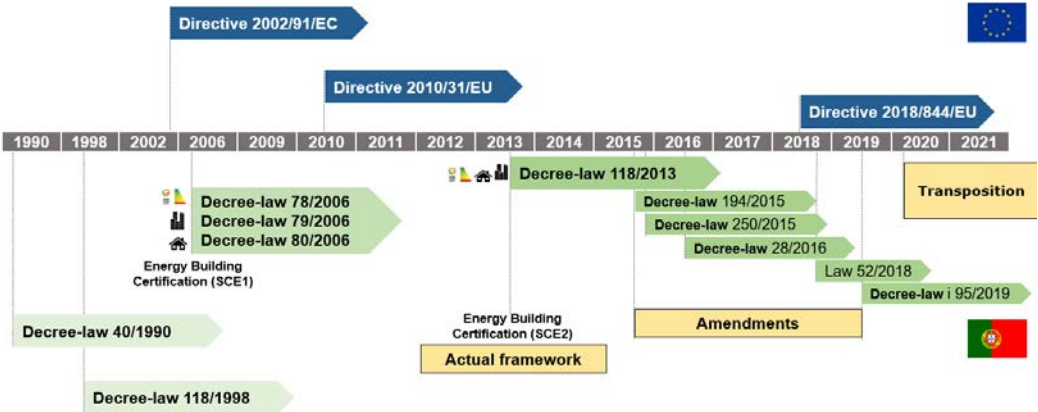 Directive 2002/91/EC
Directive 2010/31/EU
Directive 2018/844/EU
1990 1998 2002 2006 2009 2010 2011 2012 2013 2014 2015 2016 2017 2018 2019 2020 2021
Decree-law 118/2013
Transposition
Decree-law 78/2006
Decree-law 79/2006
Decree-law 80/2006
Decree-law 194/2015
Decree-law 250/2015
Decree-law 28/2016
Energy Building
Certification (SCE1)
Law 52/2018
Decree-law i 95/2019
Decree-law 40/1990
Energy Building
Certification (SCE2)
Amendments
Actual framework
Decree-law 118/1998